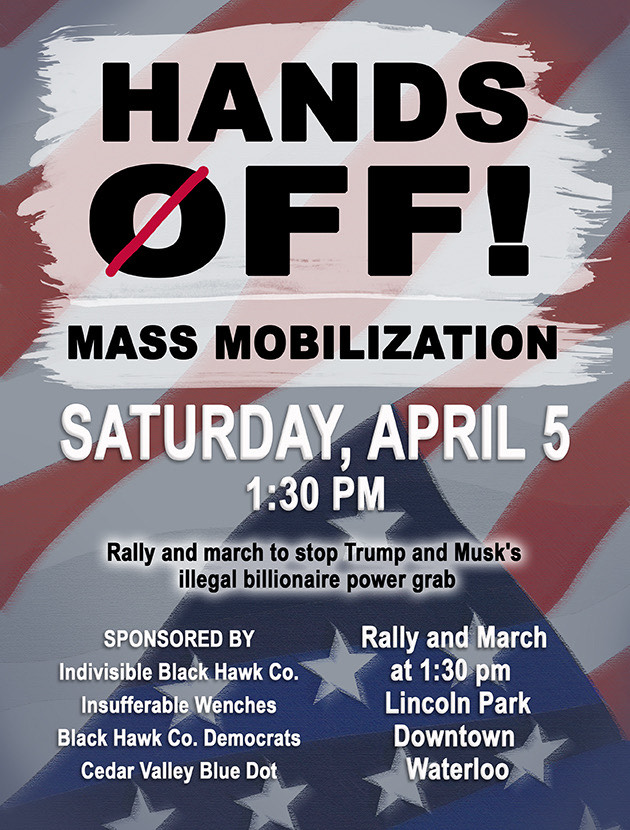 HANDS
OFF!
MASS MOBILIZATION
SATURDAY, APRIL 5
1:30 PM
Rally and march to stop Trump and Musk's
illegal billionaire power grab
SPONSORED BY
Indivisible Black Hawk Co.
Insufferable Wenches
Black Hawk Co. Democrats
Cedar Valley Blue Dot
Rally and March
at 1:30 pm
Lincoln Park
Downtown
Waterloo